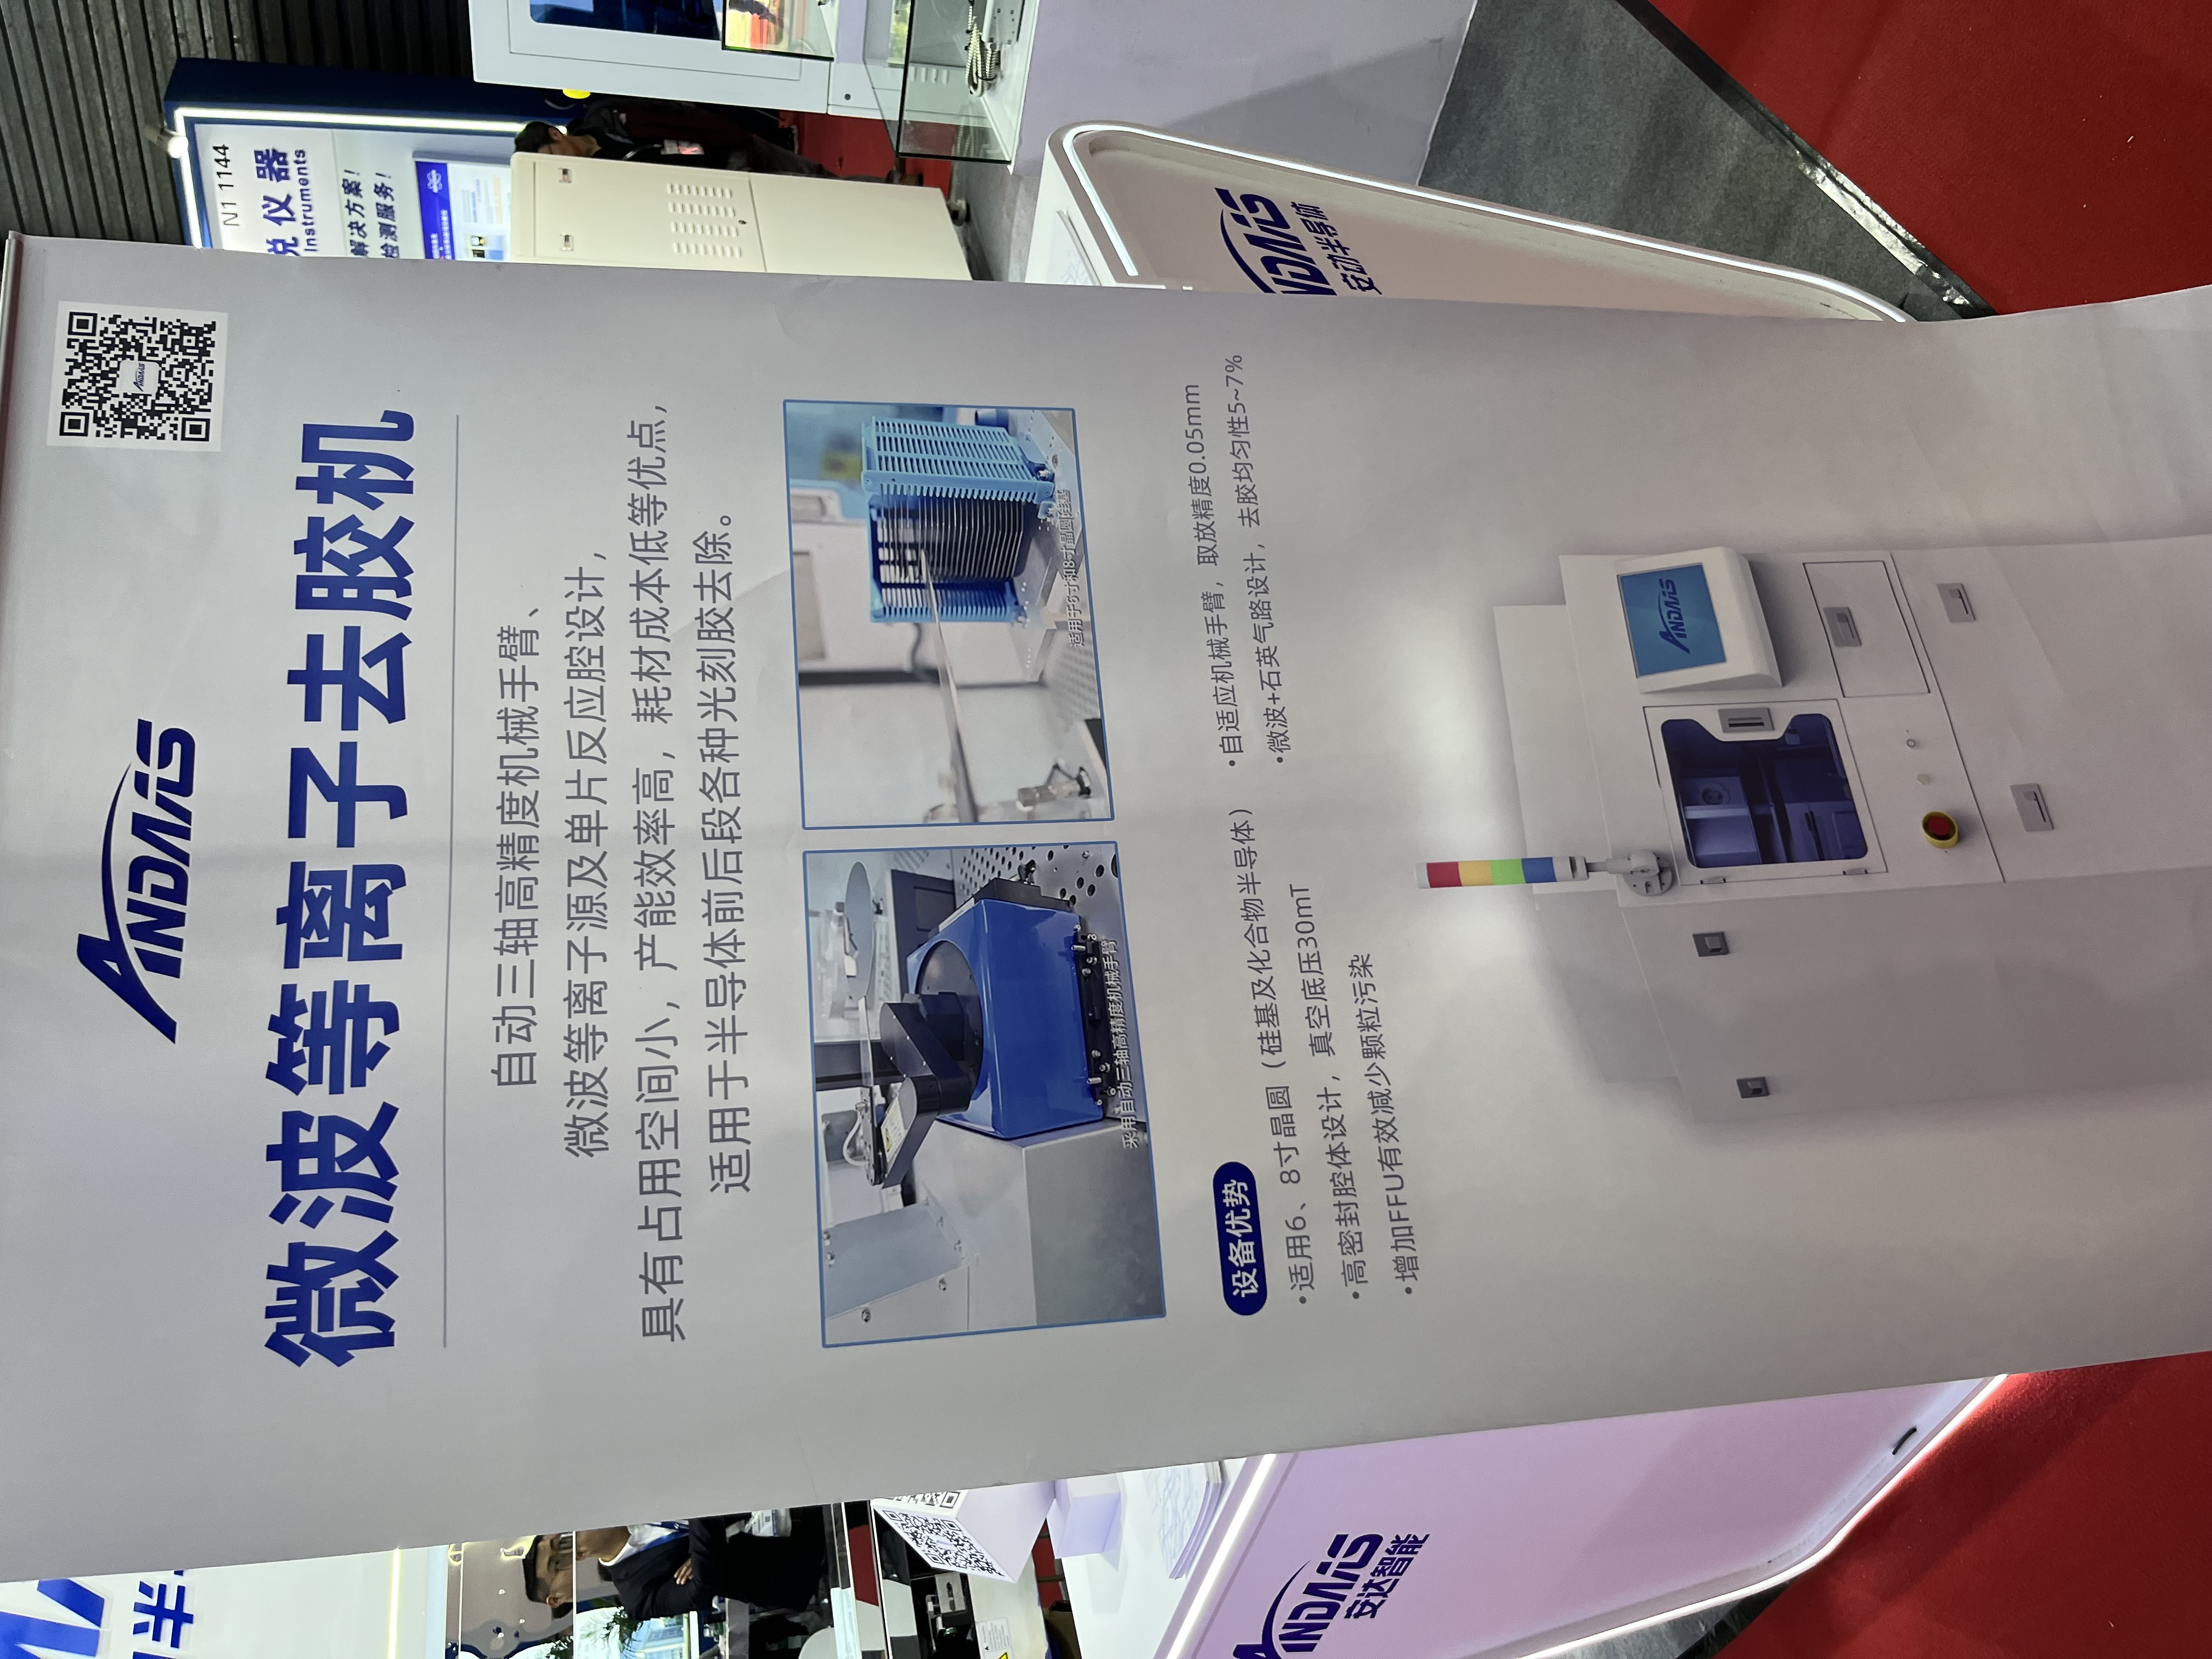 ANDAIIS
微波等离子去胶机
自动三轴高精度机械手臂、
微波等离子源及单片反应腔设计，
具有占用空间小，产能效率高，耗材成本低等优点，
适用于半导体前后段各种光刻胶去除。
采用自动三轴高精度机械手臂
适用于6寸和8寸晶圆硅基
设备优势
•适用6、8寸晶圆（硅基及化合物半导体）
•高密封腔体设计，真空底压30mT
•增加FFU有效减少颗粒污染
•自适应机械手臂，取放精度0.05mm
•微波+石英气路设计，去胶均匀性5~7%
ANDAIIS
ANDAIIS
安达智能
NDAIIS
安动半导体
半
N1 1144
仪器
Instruments
解决方案！
检测服务！